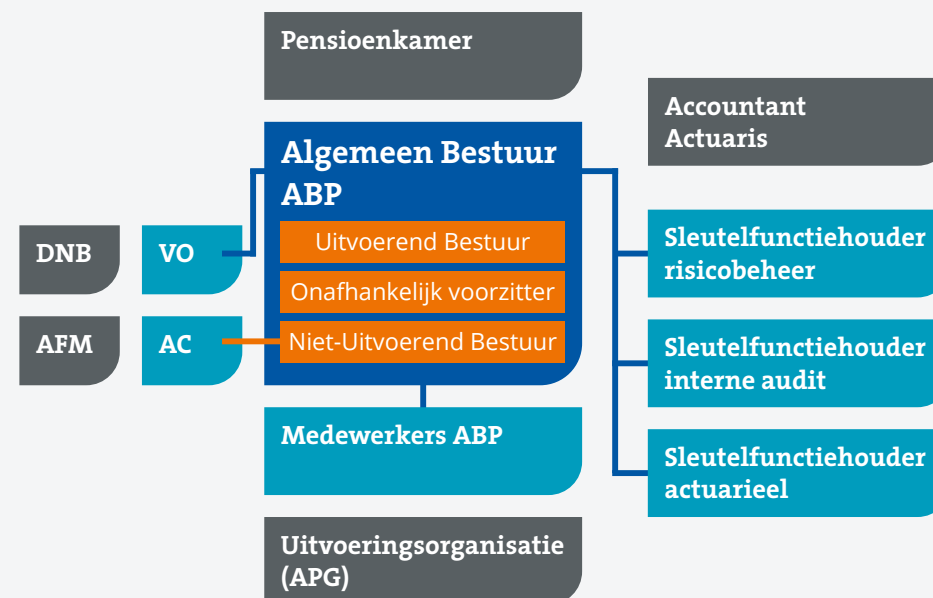 Pensioenkamer
Accountant
Actuaris
Algemeen Bestuur
ABP
Uitvoerend Bestuur
Onafhankelijk voorzitter
Niet-Uitvoerend Bestuur
DNB
VO
AFM
AC
Sleutelfunctiehouder
risicobeheer
Sleutelfunctiehouder
interne audit
Sleutelfunctiehouder
actuarieel
Medewerkers ABP
Uitvoeringsorganisatie
(APG)